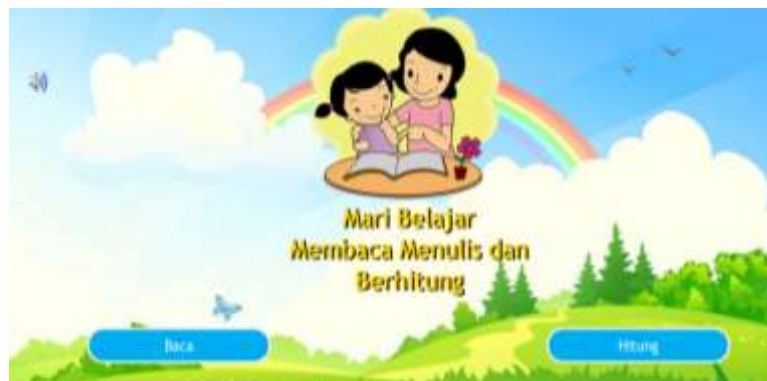 Mari Belajar
Membaca Menulis dan
Berhitung
Baca
Hitung